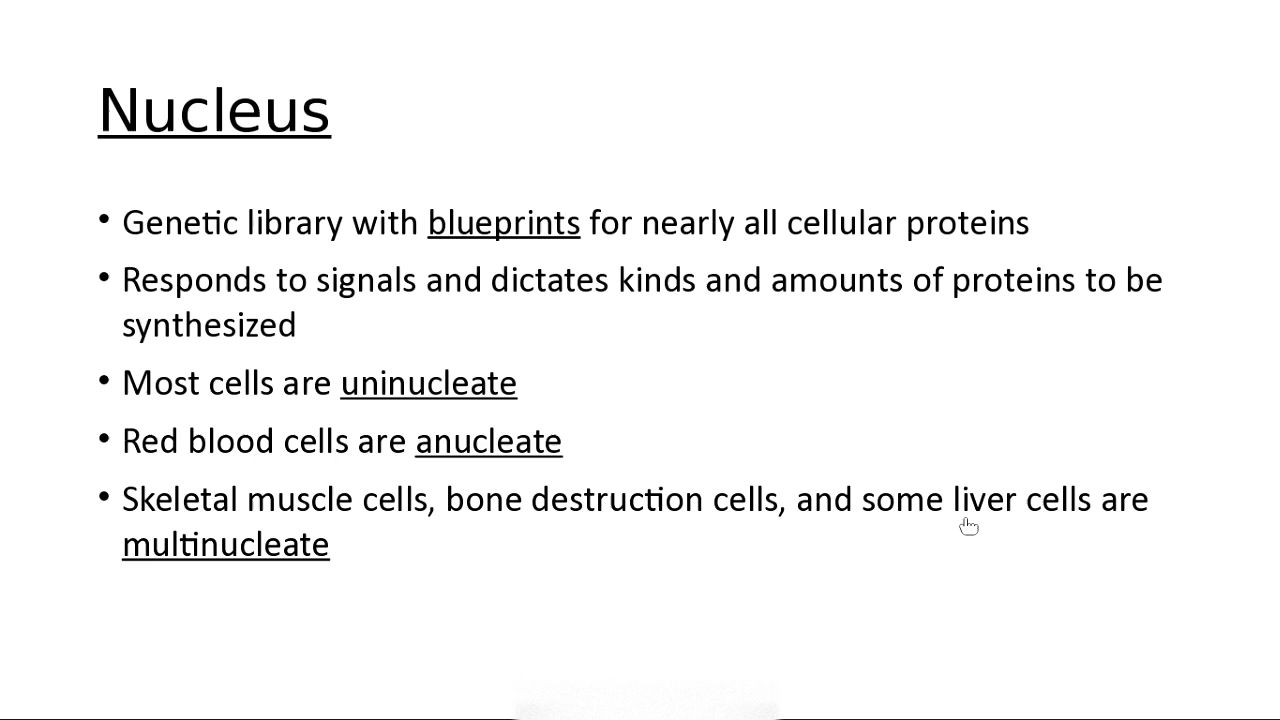 Nucleus
• Genetic library with blueprints for nearly all cellular proteins
• Responds to signals and dictates kinds and amounts of proteins to be
synthesized
• Most cells are uninucleate
• Red blood cells are anucleate
• Skeletal muscle cells, bone destruction cells, and some liver cells are
multinucleate